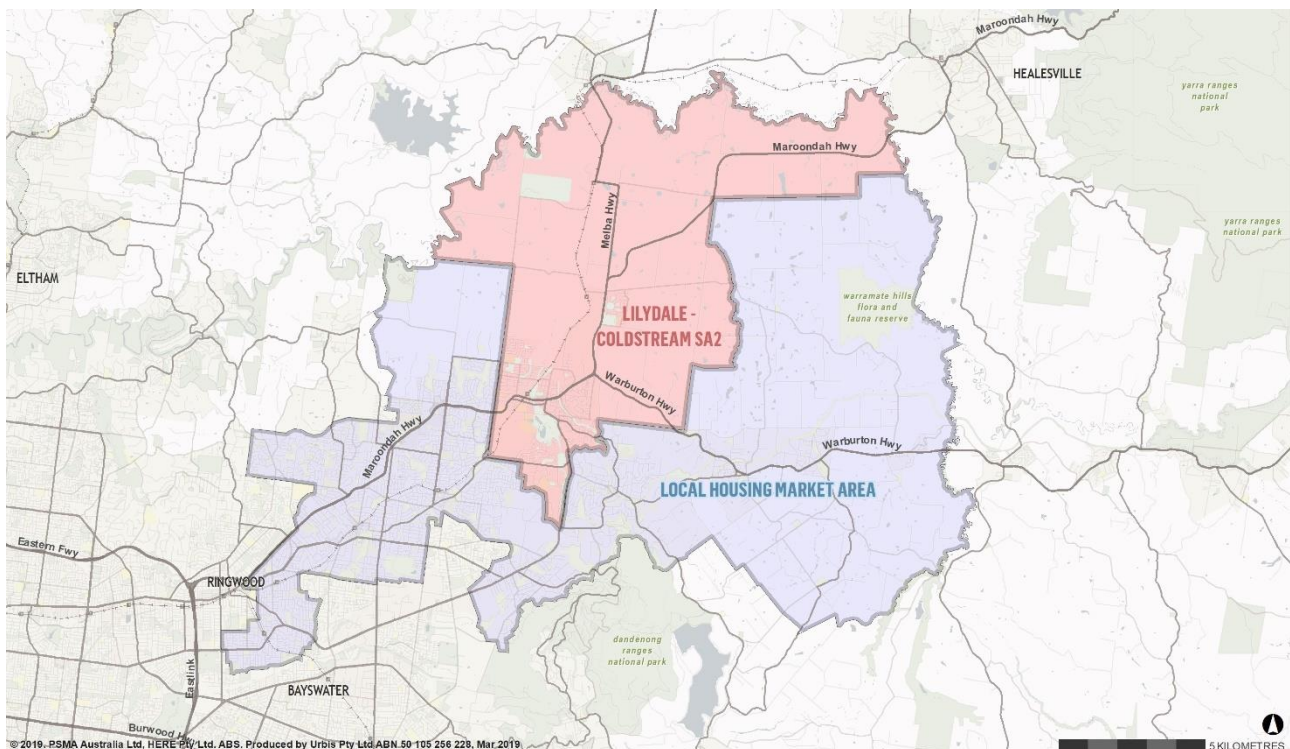 Maroondah Hwy
HEALESVILLE
yarra ranges
national
park
Maroondah Hwy
Melba Hwy
yarra ranges
national park
ELTHAM
warramate hills
flora and
fauna reserve
LILYDALE -
COLDSTREAM SA2
Warburton Hwy
Maroondah Hwy
Warburton Hwy
LOCAL HOUSING MARKET AREA
Eastern Fwy
RINGWOOD
dandenong
ranges
national park
Eastlink
BAYSWATER
Burwood Hwy
© 2019. PSMA Australia Ltd, HERE Pty Ltd. ABS. Produced by Urbis Pty Ltd ABN 50 105 256 228, Mar 2019
5 KILOMETRES